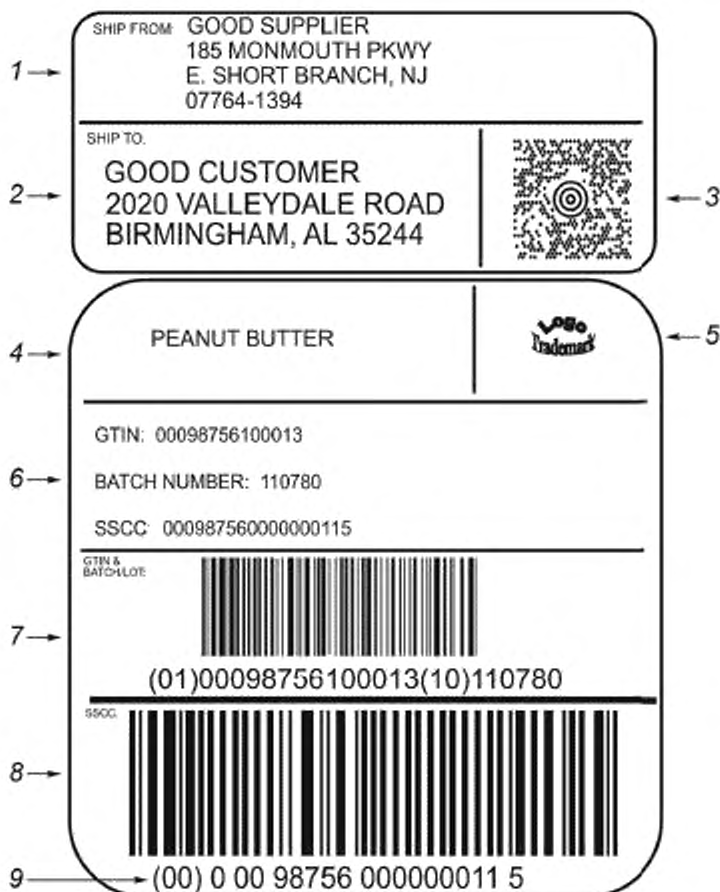 SHIP FROM: GOOD SUPPLIER
185 MONMOUTH PKWY
E. SHORT BRANCH, NJ
07764-1394
1
SHIP TO.
GOOD CUSTOMER
2020 VALLEYDALE ROAD
BIRMINGHAM, AL 35244
2
3
PEANUT BUTTER
4
Logo
Trademark
5
GTIN: 00098756100013
BATCH NUMBER: 110780
SSCC 000987560000000115
6
GTIN &
BATCH/LOT:
7
(01)00098756100013(10)110780
SSCC.
8
9
(00) 0 00 98756 000000011 5